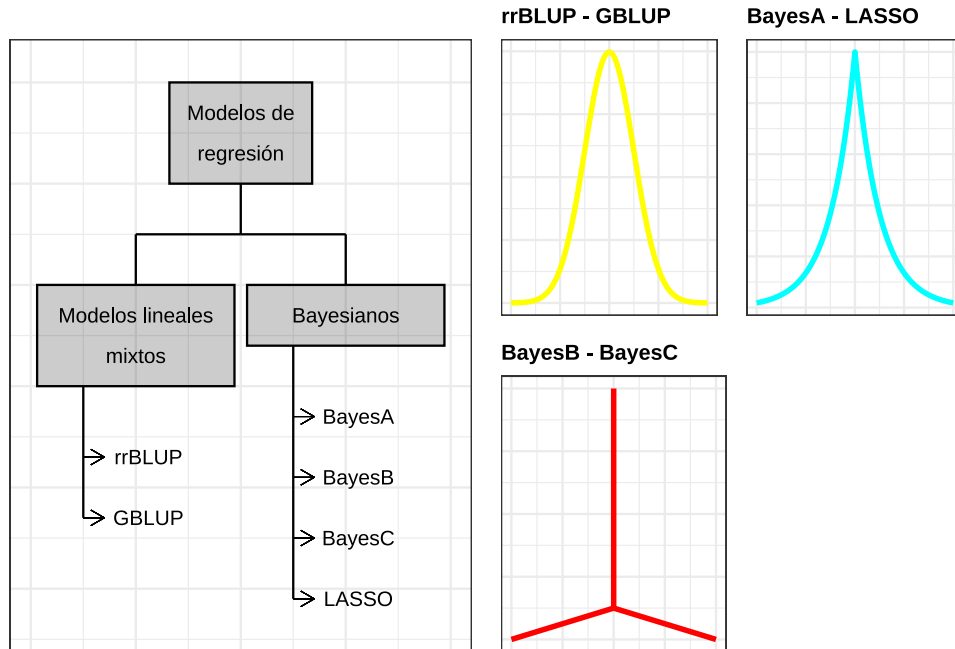 Modelos de
regresión
Modelos lineales
mixtos
rrBLUP
GBLUP
Bayesianos
BayesA
BayesB
BayesC
LASSO
rrBLUP - GBLUP
BayesA - LASSO
BayesB - BayesC